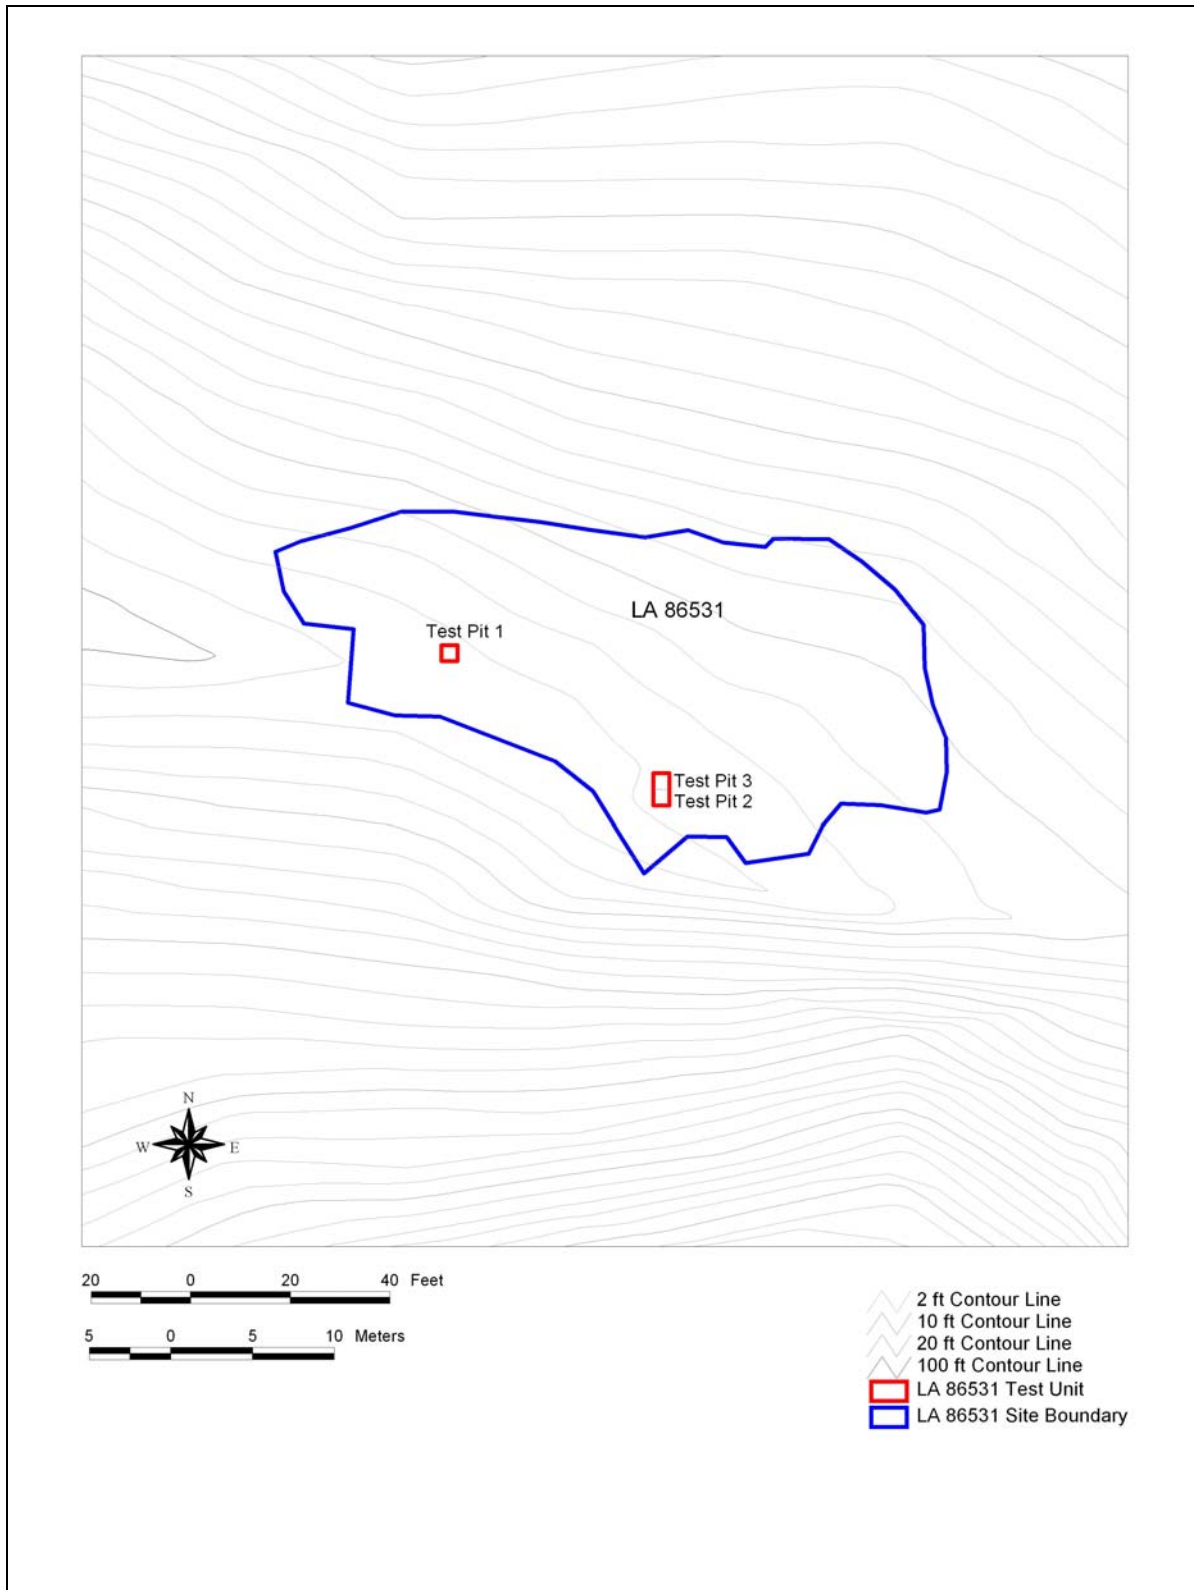 LA 86531
Test Pit 1
Test Pit 3
Test Pit 2
N
W E
S
20 0 20 40 Feet
5 0 5 10 Meters
2 ft Contour Line
10 ft Contour Line
20 ft Contour Line
100 ft Contour Line
LA 86531 Test Unit
LA 86531 Site Boundary